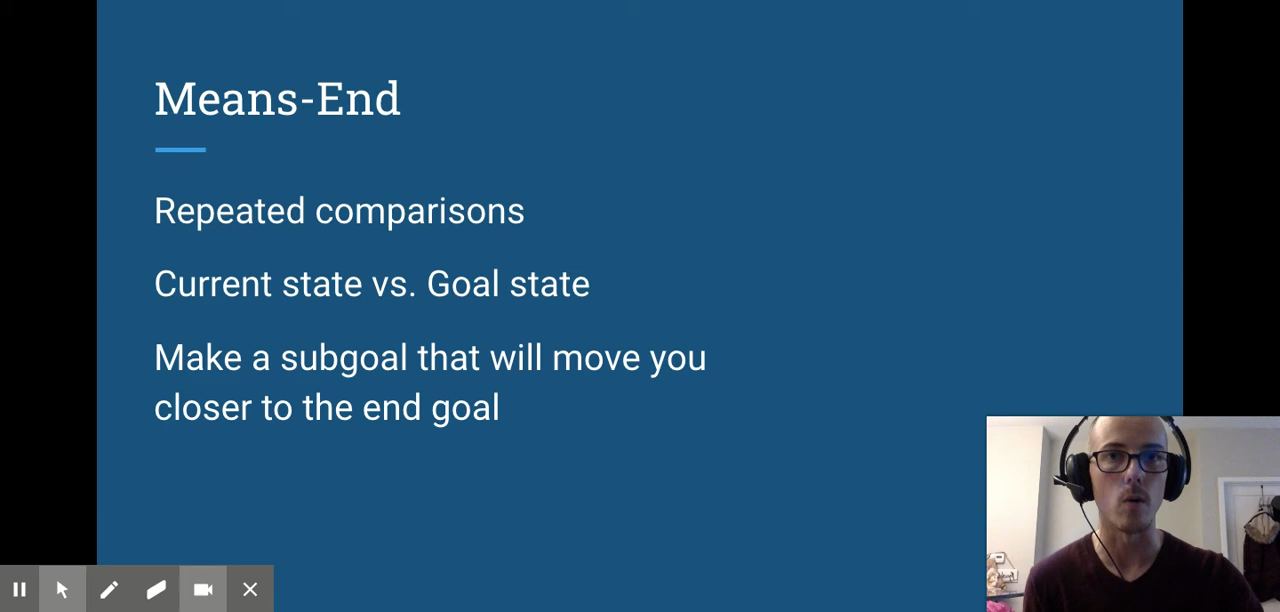 Means-End
Repeated comparisons
Current state vs. Goal state
Make a subgoal that will move you
closer to the end goal